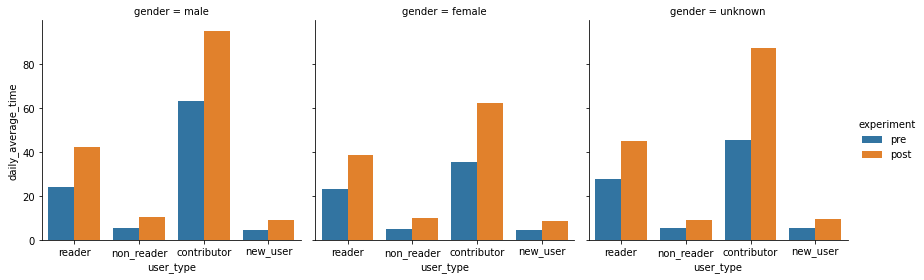 gender = male
gender = female
gender = unknown
daily_average_time
80
60
40
20
0
reader
non_reader
contributor
new_user
user_type
reader
non_reader
contributor
new_user
user_type
reader
non_reader
contributor
new_user
user_type
experiment
pre
post